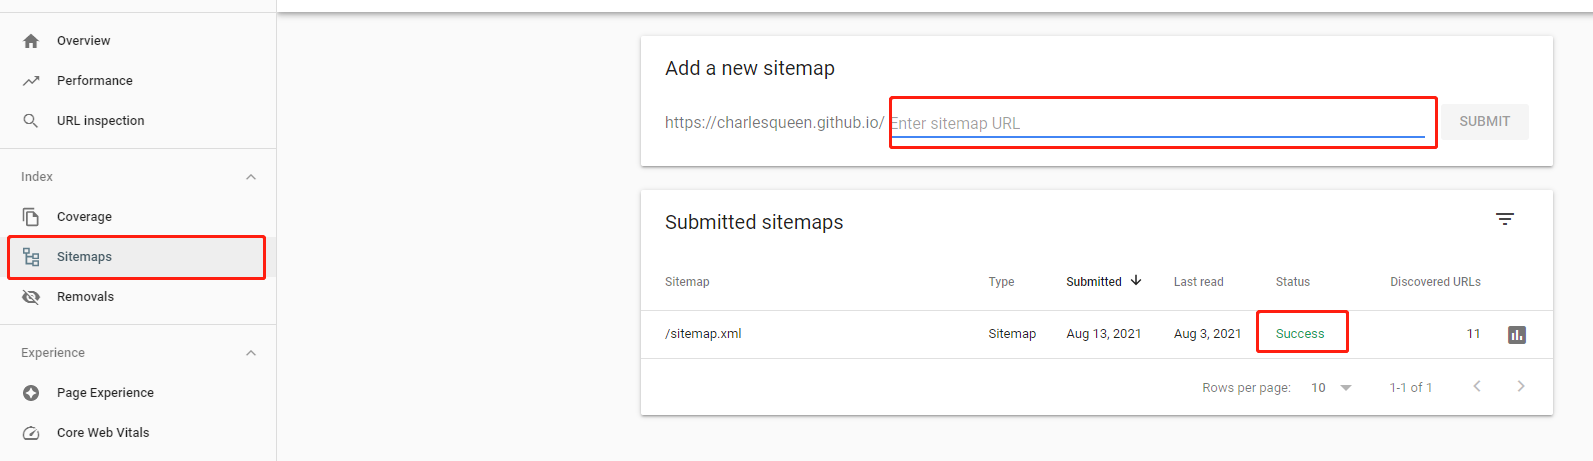 Overview
Performance
URL inspection
Index
Coverage
Sitemaps
Removals
Experience
Page Experience
Core Web Vitals
Add a new sitemap
https://charlesqueen.github.io/ Enter sitemap URL SUBMIT
Submitted sitemaps
Sitemap Type Submitted Last read Status Discovered URLs
/sitemap.xml Sitemap Aug 13, 2021 Aug 3, 2021 Success 11
Rows per page: 10 1-1 of 1